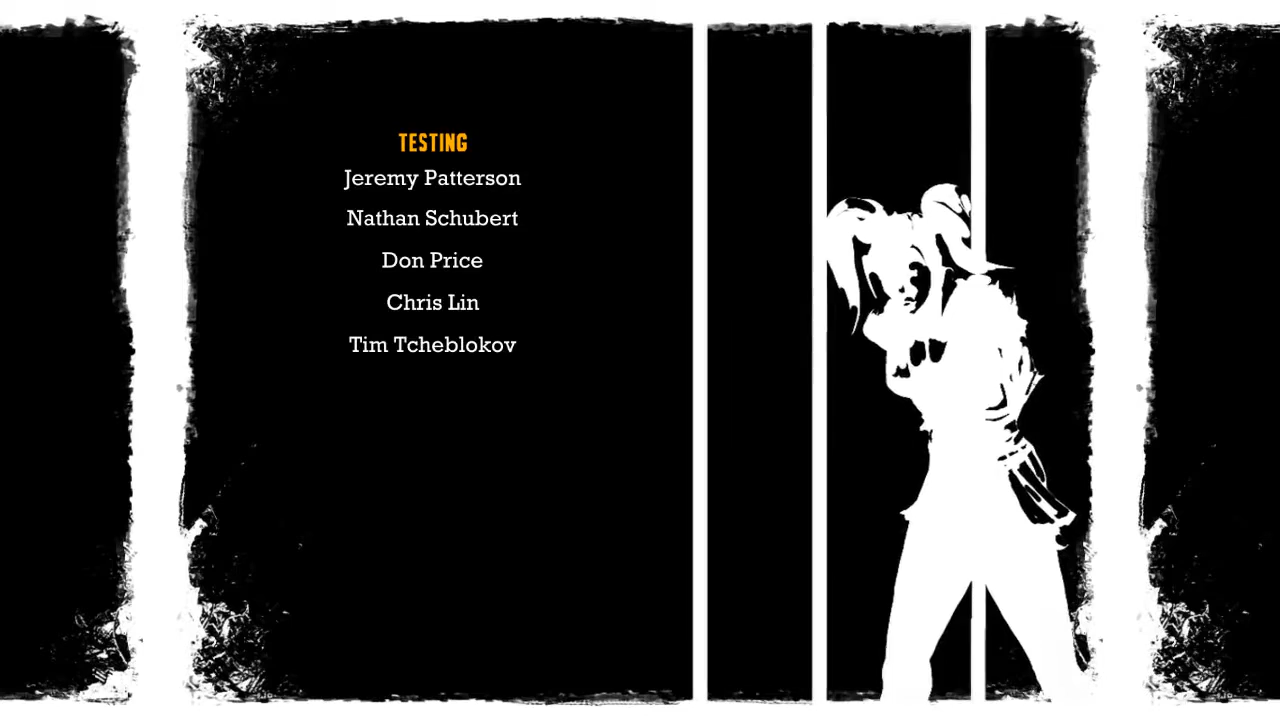 TESTING
Jeremy Patterson
Nathan Schubert
Don Price
Chris Lin
Tim Tcheblokov